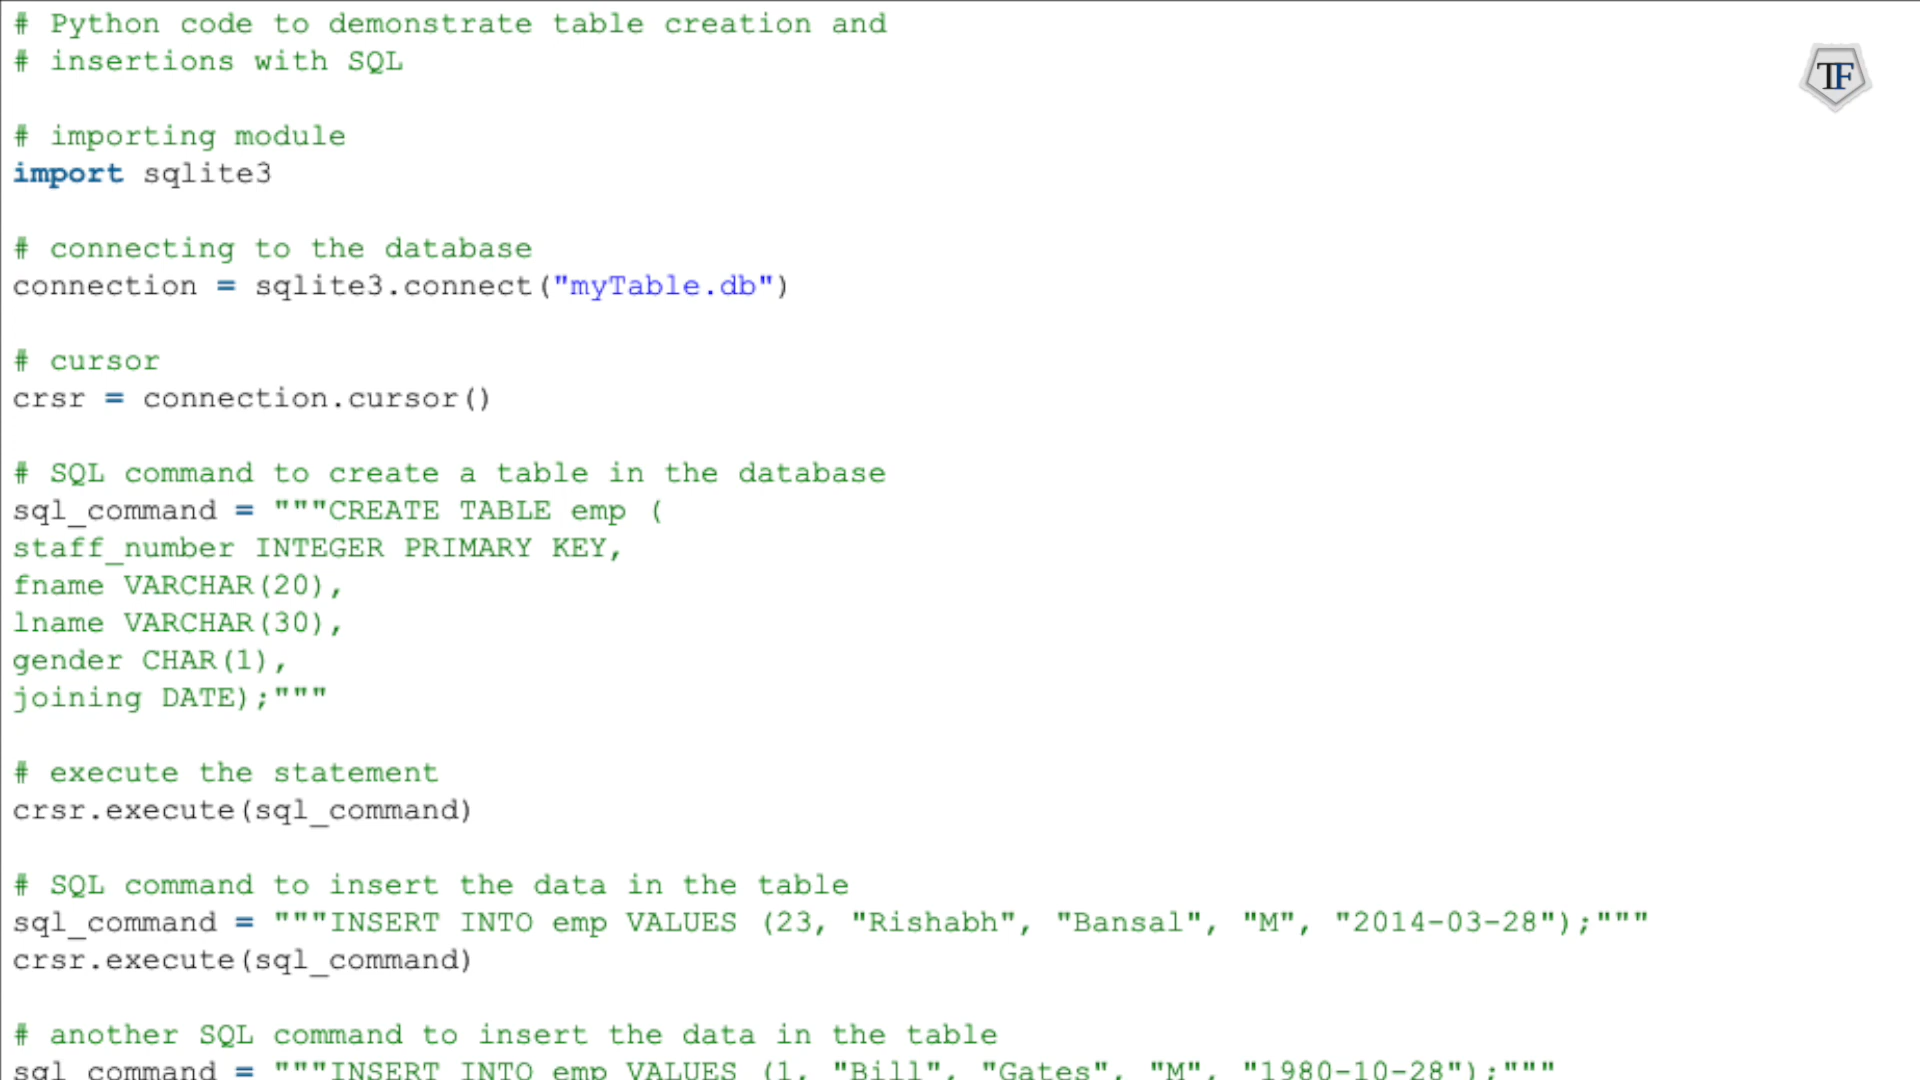 # Python code to demonstrate table creation and
# insertions with SQL
TF
# importing module
import sqlite3
# connecting to the database
connection = sqlite3.connect("myTable.db")
# cursor
crsr = connection.cursor()
# SQL command to create a table in the database
sql_command = """CREATE TABLE emp (
staff_number INTEGER PRIMARY KEY,
fname VARCHAR(20),
lname VARCHAR(30),
gender CHAR(1),
joining DATE);"""
# execute the statement
crsr.execute(sql_command)
# SQL command to insert the data in the table
sql_command = """INSERT INTO emp VALUES (23, "Rishabh", "Bansal", "M", "2014-03-28");"""
crsr.execute(sql_command)
# another SQL command to insert the data in the table
sql_command = """INSERT INTO emp VALUES (1, "Bill", "Gates", "M", "1980-10-28");"""